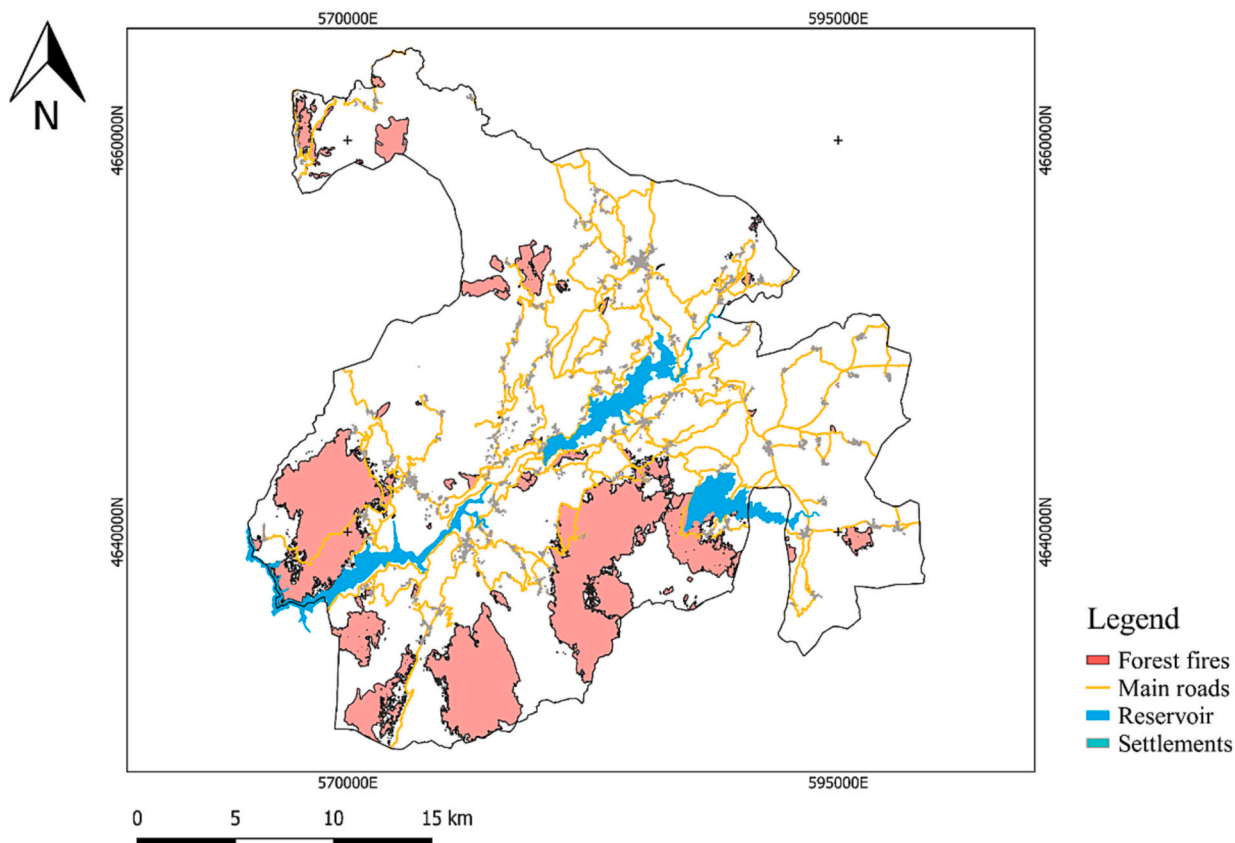 570000E 595000E
N
4660000N 4660000N
4640000N 4640000N
Legend
Forest fires
Main roads
Reservoir
Settlements
570000E 595000E
0 5 10 15 km